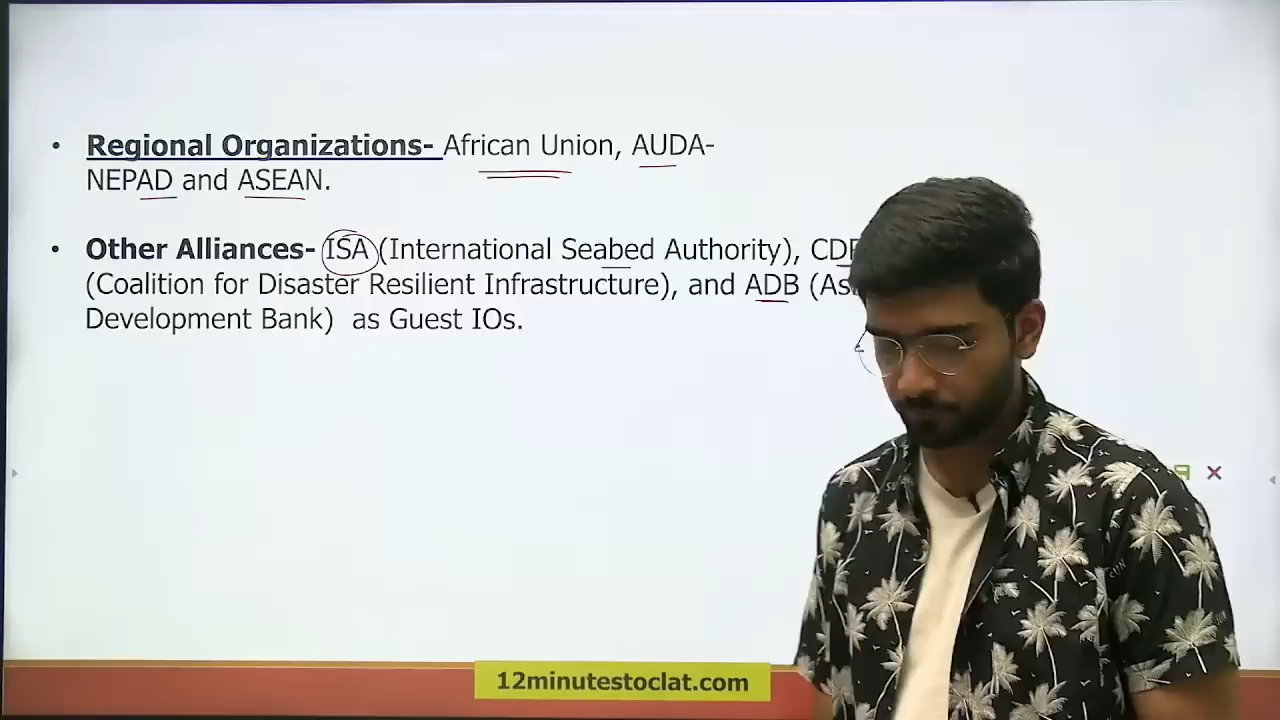 • Regional Organizations- African Union, AUDA-
NEPAD and ASEAN.
• Other Alliances- ISA (International Seabed Authority), CD
(Coalition for Disaster Resilient Infrastructure), and ADB (As
Development Bank) as Guest IOs.
12minutestoclat.com